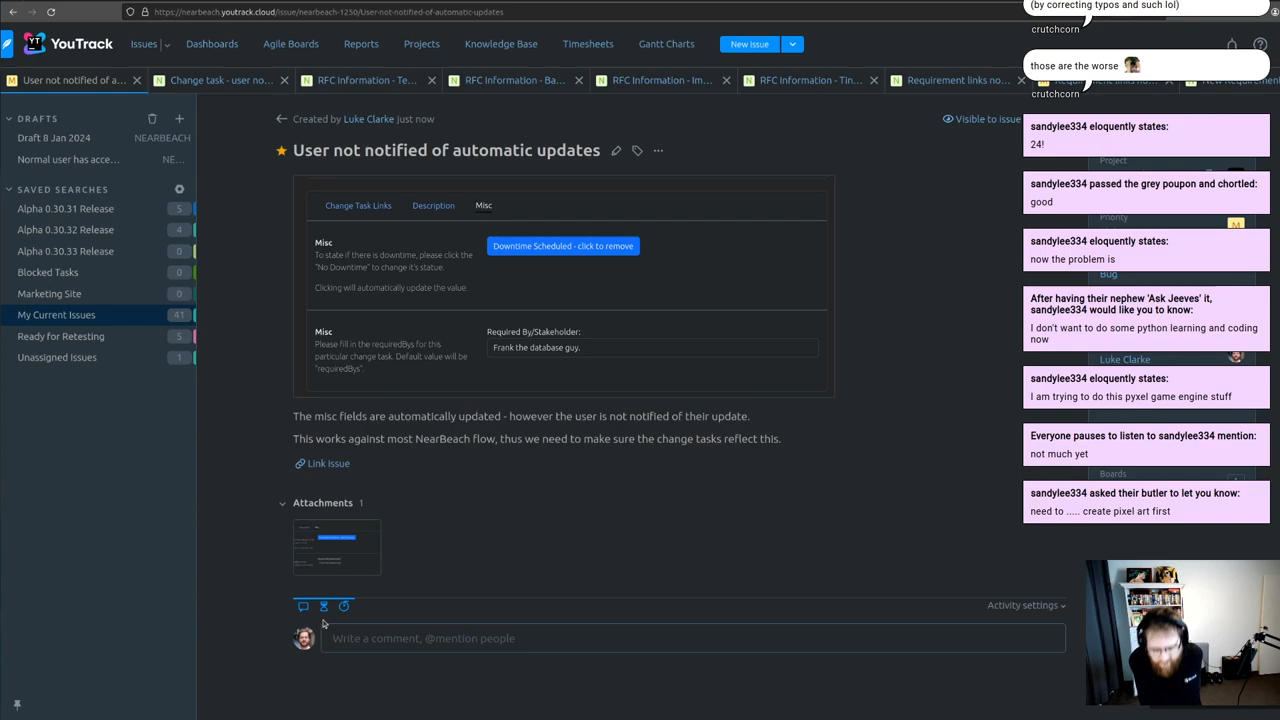 https://nearbeach.youtrack.cloud/issue/nearbeach-1250/User-not-notified-of-automatic-updates
YouTrack
Issues
Dashboards
Agile Boards
Reports
Projects
Knowledge Base
Timesheets
Gantt Charts
New Issue
User not notified of a...
Change task - user no...
RFC Information - Te...
RFC Information - Ba...
RFC Information - Im...
RFC Information - Tin...
Requirement links no...
DRAFTS
Draft 8 Jan 2024
NEARBEACH
Normal user has acce...
NE...
SAVED SEARCHES
Alpha 0.30.31 Release
5
Alpha 0.30.32 Release
4
Alpha 0.30.33 Release
0
Blocked Tasks
0
Marketing Site
0
My Current Issues
41
Ready for Retesting
5
Unassigned Issues
1
Created by Luke Clarke just now
Visible to issue
User not notified of automatic updates
Change Task Links
Description
Misc
Misc
To state if there is downtime, please click the
"No Downtime" to change it's statue.
Clicking will automatically update the value.
Downtime Scheduled - click to remove
Misc
Please fill in the requiredBys for this
particular change task. Default value will be
"requiredBys".
Required By/Stakeholder:
Frank the database guy.
The misc fields are automatically updated - however the user is not notified of their update.
This works against most NearBeach flow, thus we need to make sure the change tasks reflect this.
Link Issue
Attachments 1
Activity settings
Write a comment, @mention people
(by correcting typos and such lol)
crutchcorn
those are the worse
crutchcorn
sandylee334 eloquently states:
24!
Project
sandylee334 passed the grey poupon and chortled:
good
Priority
M
sandylee334 eloquently states:
now the problem is
Bug
After having their nephew 'Ask Jeeves' it,
sandylee334 would like you to know:
I don't want to do some python learning and coding
now
Luke Clarke
sandylee334 eloquently states:
I am trying to do this pyxel game engine stuff
Everyone pauses to listen to sandylee334 mention:
not much yet
Boards
sandylee334 asked their butler to let you know:
need to ..... create pixel art first